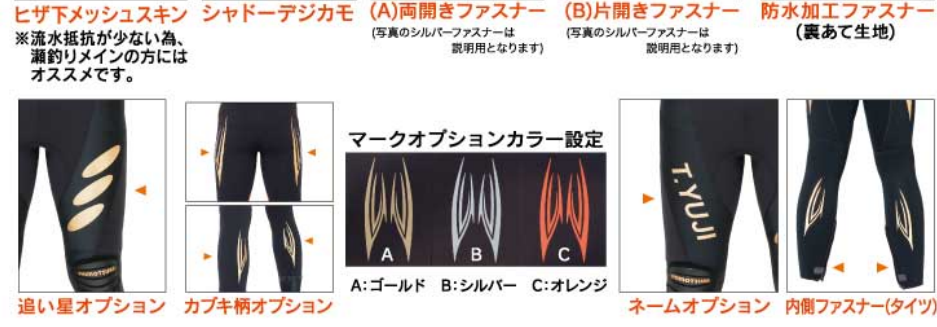 ヒザ下メッシュスキン
※流水抵抗が少ない為、
瀬釣りメインの方には
オススメです。
シャドーデジカモ
(A)両開きファスナー
(写真のシルバーファスナーは
説明用となります)
(B)片開きファスナー
(写真のシルバーファスナーは
説明用となります)
防水加工ファスナー
(裏あて生地)
追い星オプション
カブキ柄オプション
マークオプションカラー設定
A B C
A:ゴールド B:シルバー C:オレンジ
T.YUJI
ネームオプション
内側ファスナー(タイツ)